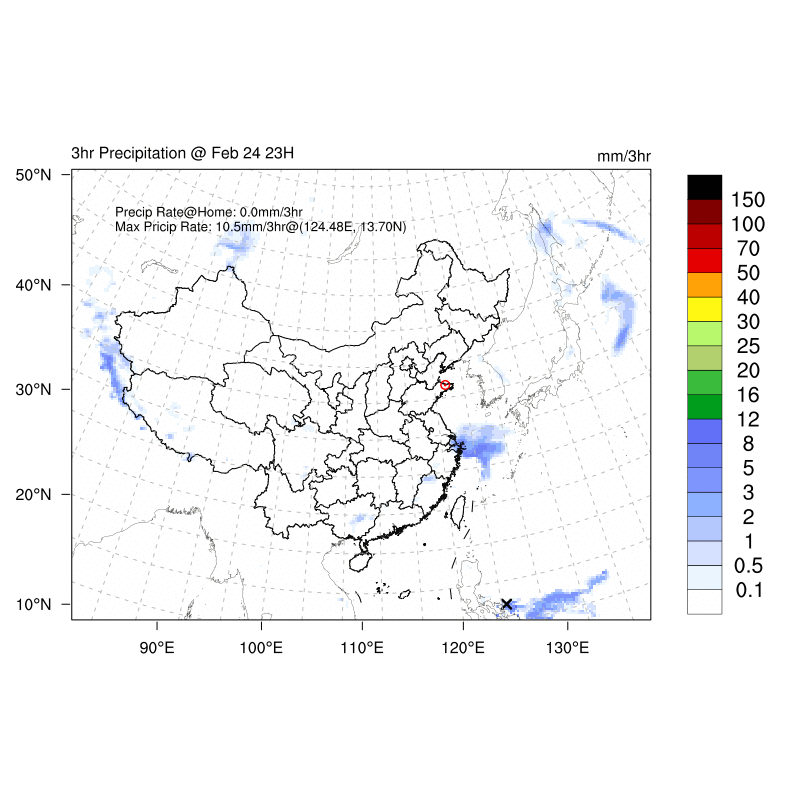 3hr Precipitation @ Feb 24 23H
mm/3hr
Precip Rate@Home: 0.0mm/3hr
Max Pricip Rate: 10.5mm/3hr@(124.48E, 13.70N)
50°N
40°N
30°N
20°N
10°N
90°E
100°E
110°E
120°E
130°E
150
100
70
50
40
30
25
20
16
12
8
5
3
2
1
0.5
0.1